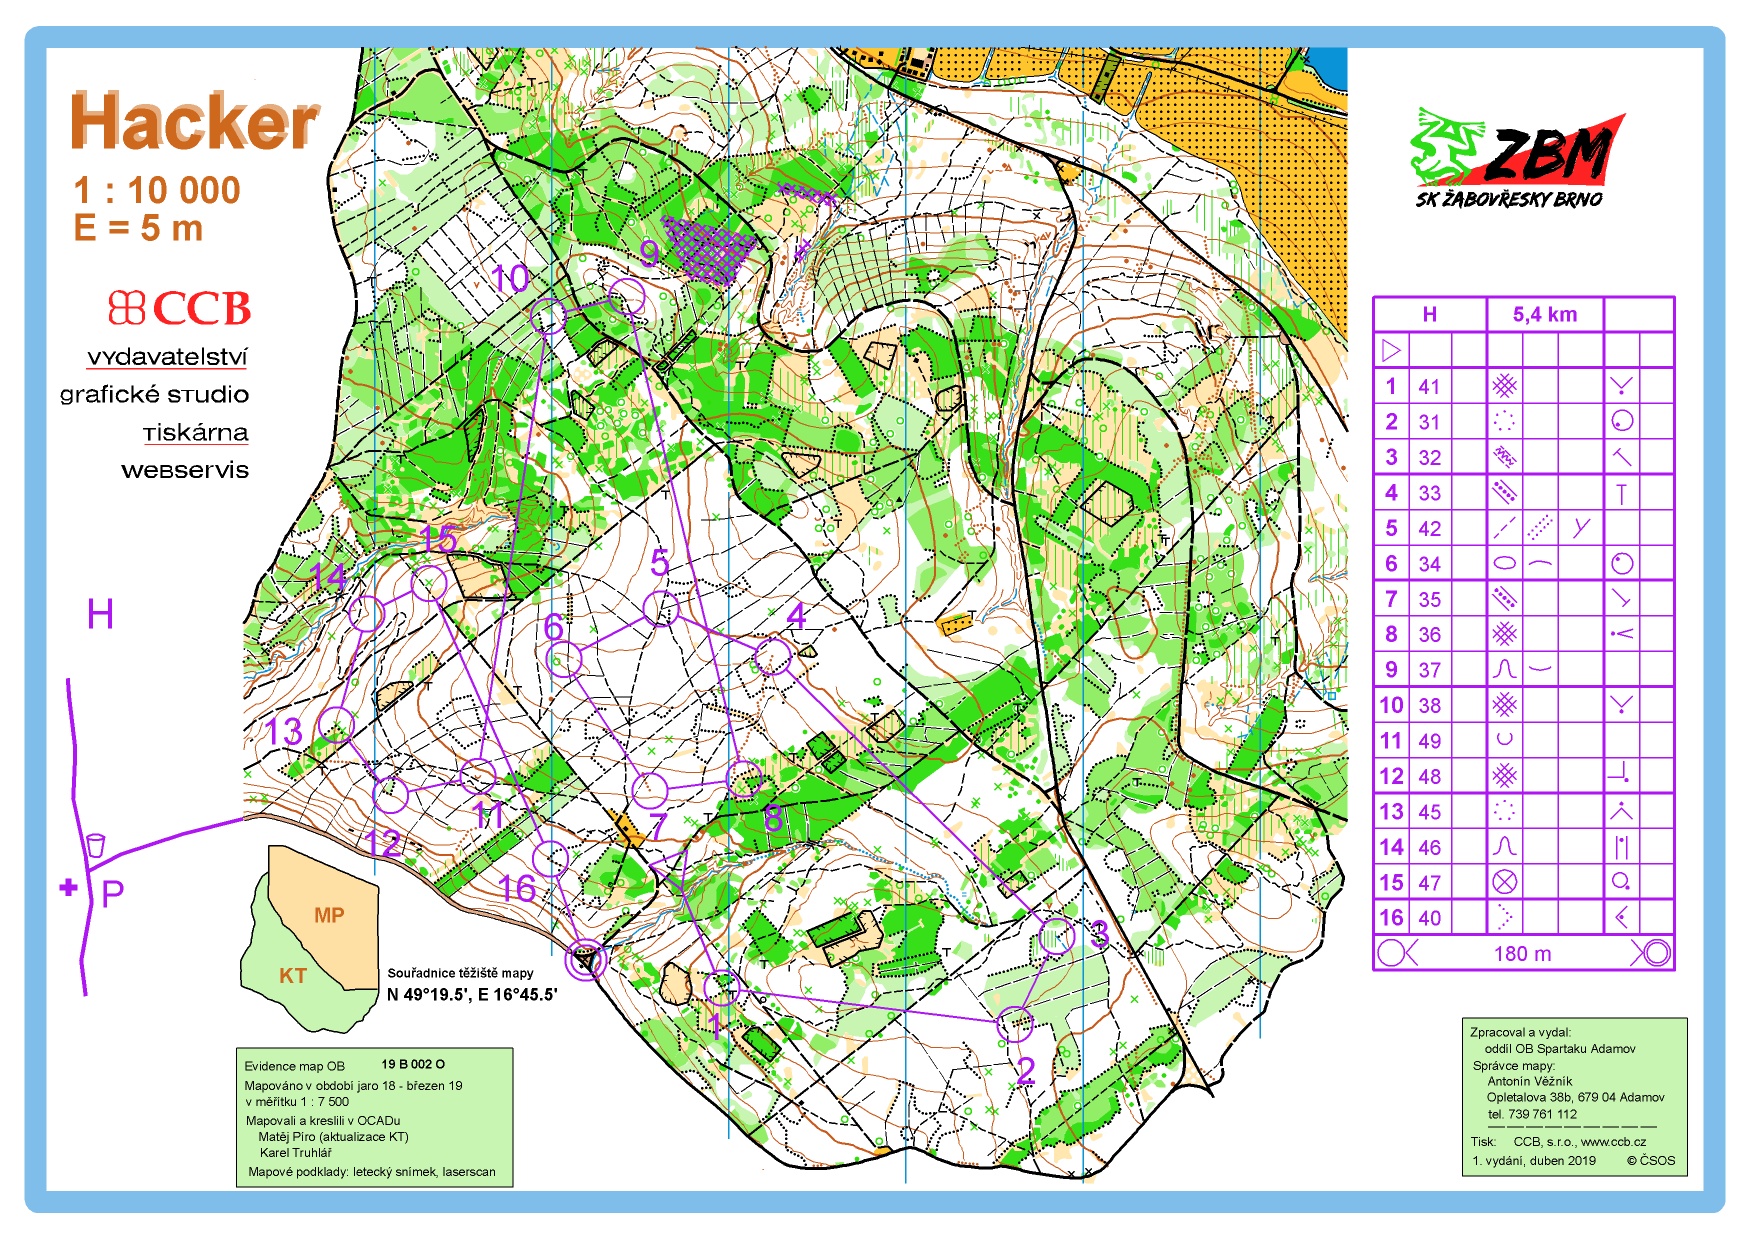 Hacker
1 : 10 000
E = 5 m
CCB
vydavatelství
grafické studio
tiskárna
webservis
H
P
ZBM
SK ŽABOVŘESKY BRNO
H 5,4 km
1 41
2 31
3 32
4 33
5 42
6 34
7 35
8 36
9 37
10 38
11 49
12 48
13 45
14 46
15 47
16 40
180 m
9
10
15
14
5
6
4
13
11
12
7
8
16
3
1
2
MP
KT
Souřadnice těžiště mapy
N 49°19.5', E 16°45.5'
Evidence map OB 19 B 002 O
Mapováno v období jaro 18 - březen 19
v měřítku 1 : 7 500
Mapovali a kreslili v OCADu
Matěj Píro (aktualizace KT)
Karel Truhlář
Mapové podklady: letecký snímek, laserscan
Zpracoval a vydal:
oddíl OB Spartaku Adamov
Správce mapy:
Antonín Věžník
Opletalova 38b, 679 04 Adamov
tel. 739 761 112
Tisk: CCB, s.r.o., www.ccb.cz
1. vydání, duben 2019 © ČSOS